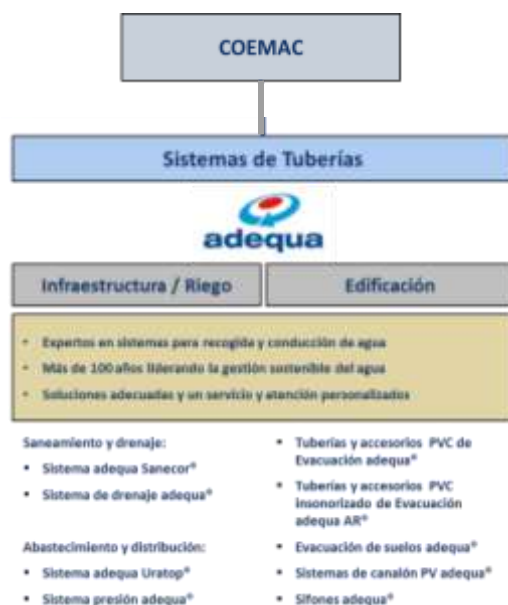 COEMAC
Sistemas de Tuberías
adequa
Infraestructura / Riego
Edificación
• Expertos en sistemas para recogida y conducción de agua
• Más de 100 años liderando la gestión sostenible del agua
• Soluciones adecuadas y un servicio y atención personalizados
Saneamiento y drenaje:
• Sistema adequa Sanecor®
• Sistema de drenaje adequa®
Abastecimiento y distribución:
• Sistema adequa Uratop®
• Sistema presión adequa®
• Tuberías y accesorios PVC de
Evacuación adequa®
• Tuberías y accesorios PVC
insonorizado de Evacuación
adequa AR®
• Evacuación de suelos adequa®
• Sistemas de canalón PV adequa®
• Sifones adequa®